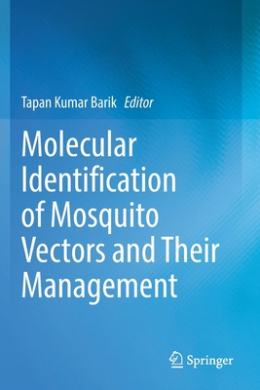 Tapan Kumar Barik Editor
Molecular
Identification
of Mosquito
Vectors and Their
Management
Springer